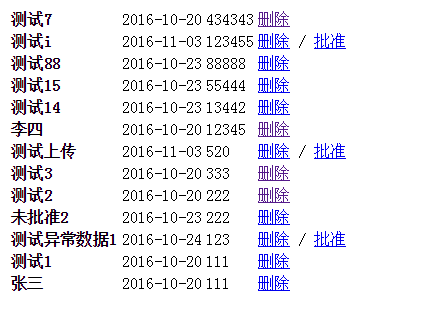 测试7 2016-10-20 434343 删除
测试i 2016-11-03 123455 删除 / 批准
测试88 2016-10-23 88888 删除
测试15 2016-10-23 55444 删除
测试14 2016-10-23 13442 删除
李四 2016-10-20 12345 删除
测试上传 2016-11-03 520 删除 / 批准
测试3 2016-10-20 333 删除
测试2 2016-10-20 222 删除
未批准2 2016-10-23 222 删除
测试异常数据1 2016-10-24 123 删除 / 批准
测试1 2016-10-20 111 删除
张三 2016-10-20 111 删除